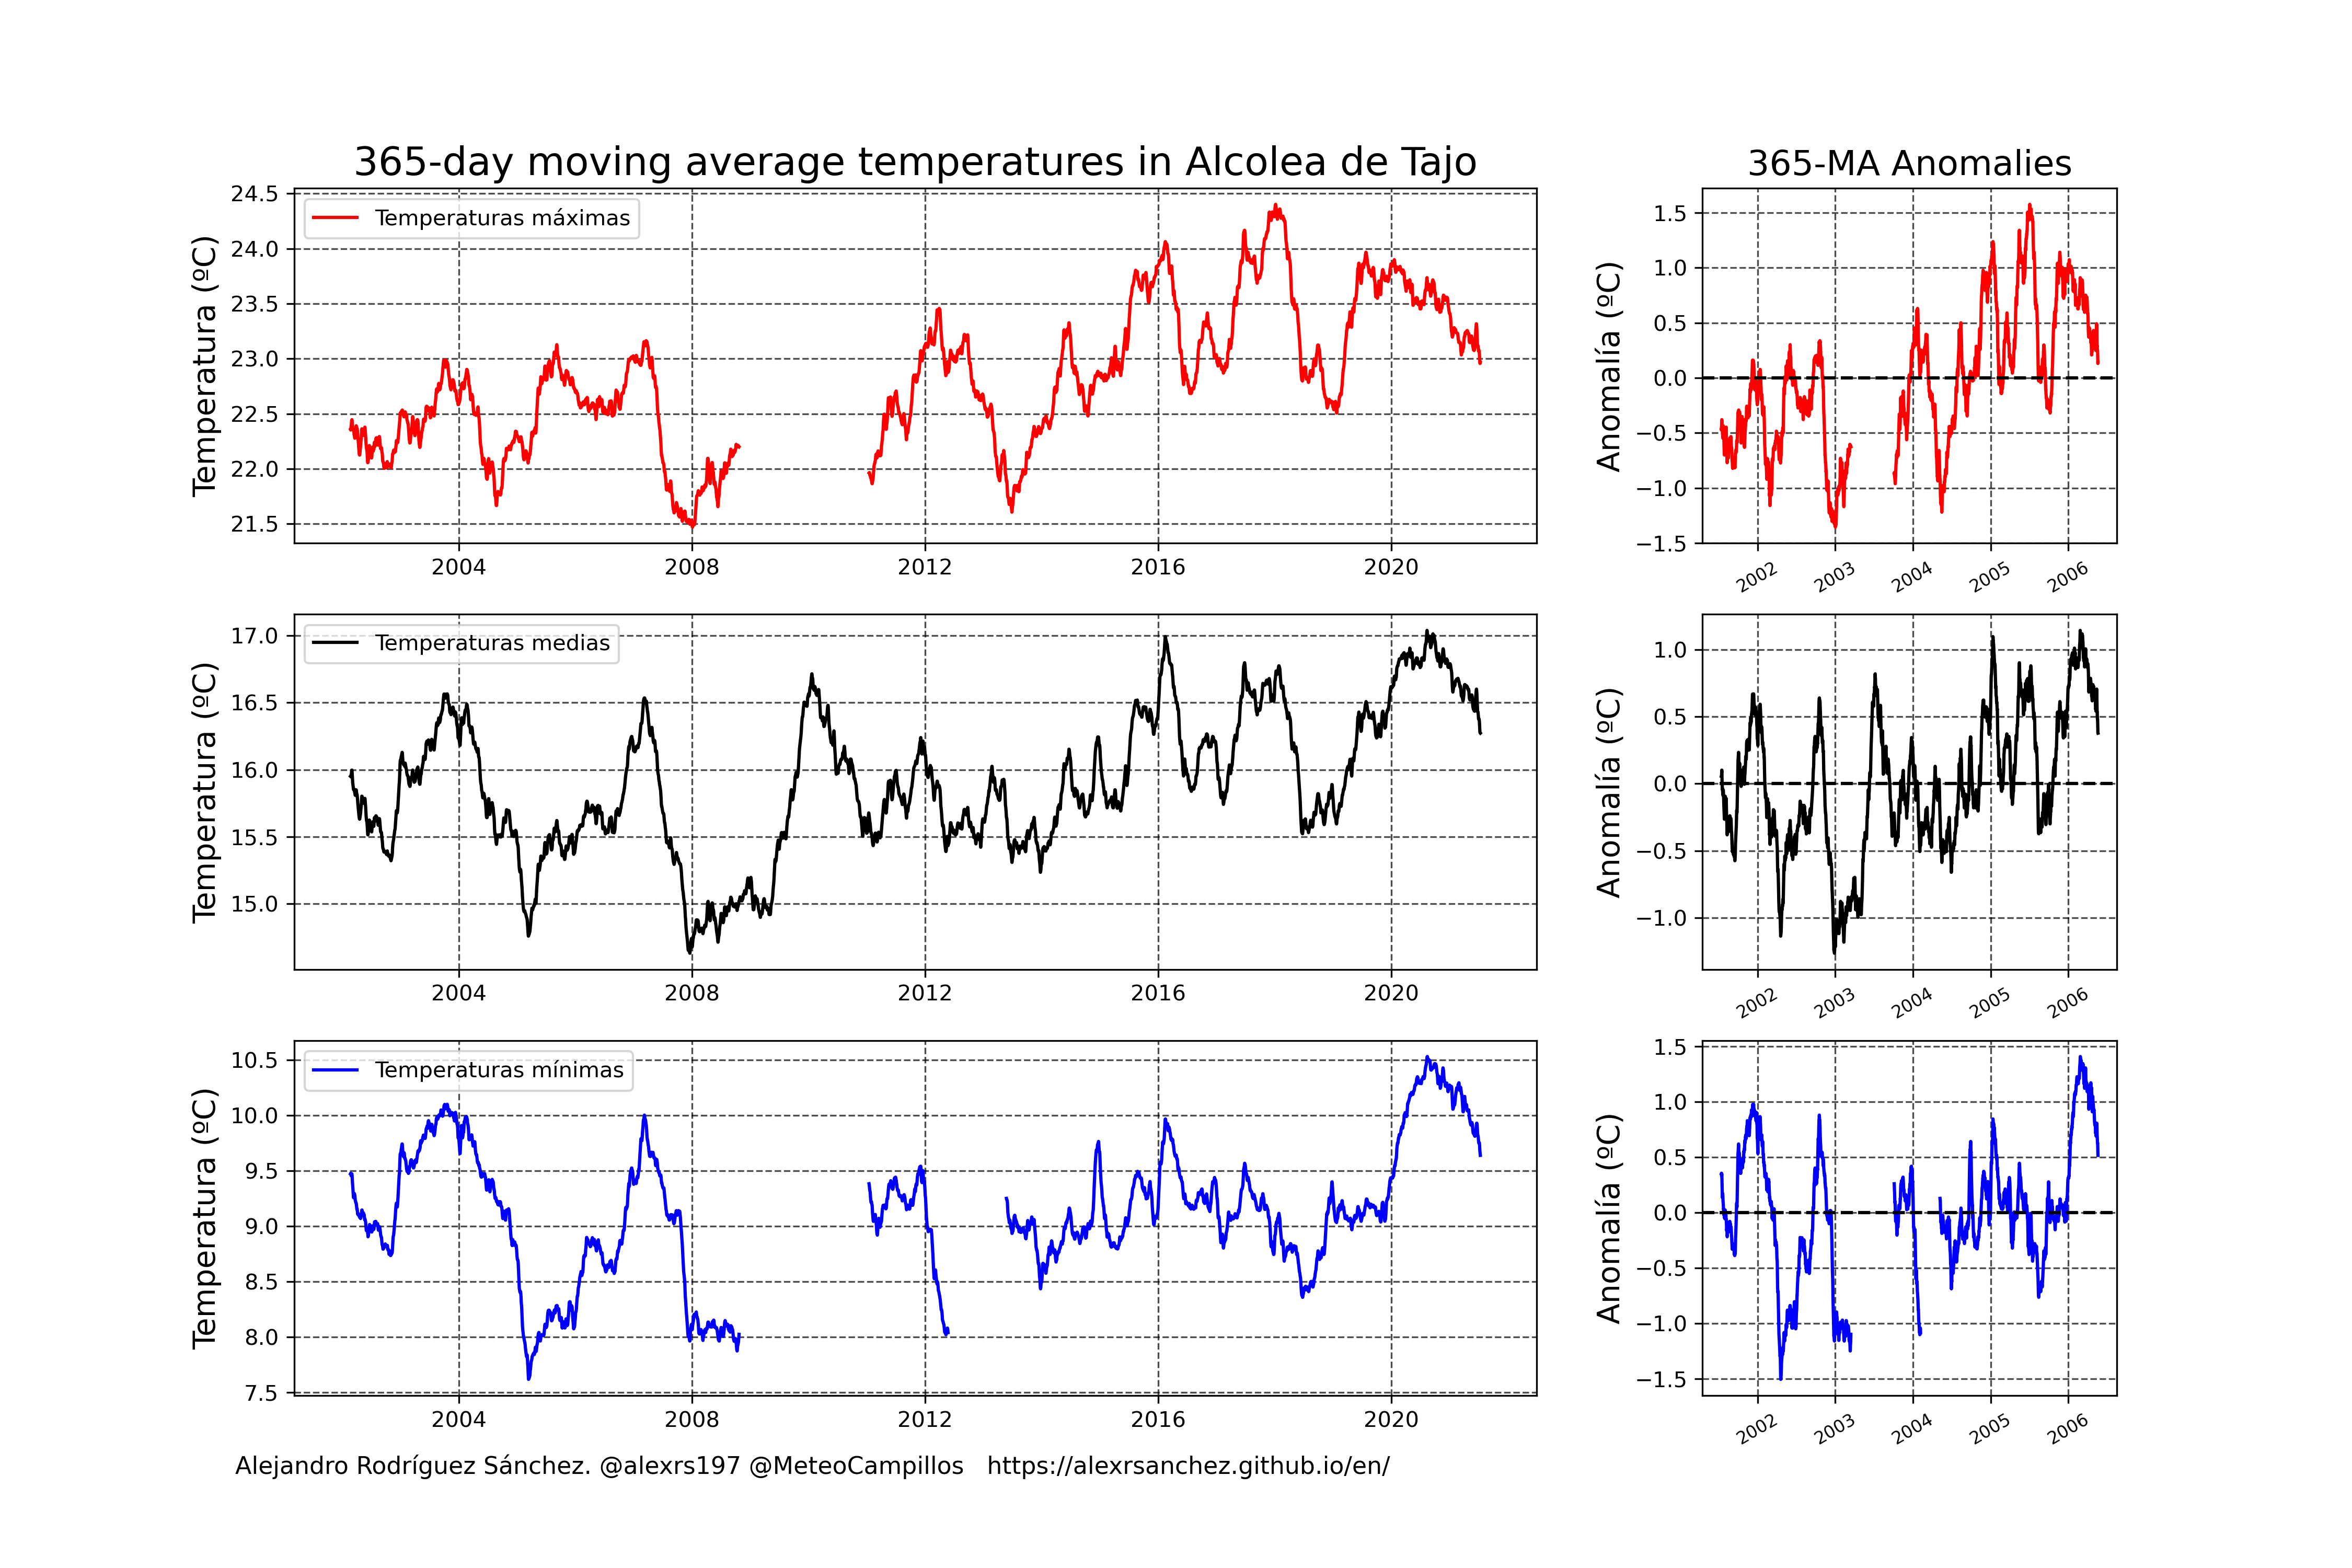 365-day moving average temperatures in Alcolea de Tajo
365-MA Anomalies
Temperatura (ºC)
24.5
24.0
23.5
23.0
22.5
22.0
21.5
Temperaturas máximas
2004 2008 2012 2016 2020
Anomalía (ºC)
1.5
1.0
0.5
0.0
−0.5
−1.0
−1.5
2002 2003 2004 2005 2006
Temperatura (ºC)
17.0
16.5
16.0
15.5
15.0
Temperaturas medias
2004 2008 2012 2016 2020
Anomalía (ºC)
1.0
0.5
0.0
−0.5
−1.0
2002 2003 2004 2005 2006
Temperatura (ºC)
10.5
10.0
9.5
9.0
8.5
8.0
7.5
Temperaturas mínimas
2004 2008 2012 2016 2020
Anomalía (ºC)
1.5
1.0
0.5
0.0
−0.5
−1.0
−1.5
2002 2003 2004 2005 2006
Alejandro Rodríguez Sánchez. @alexrs197 @MeteoCampillos https://alexrsanchez.github.io/en/